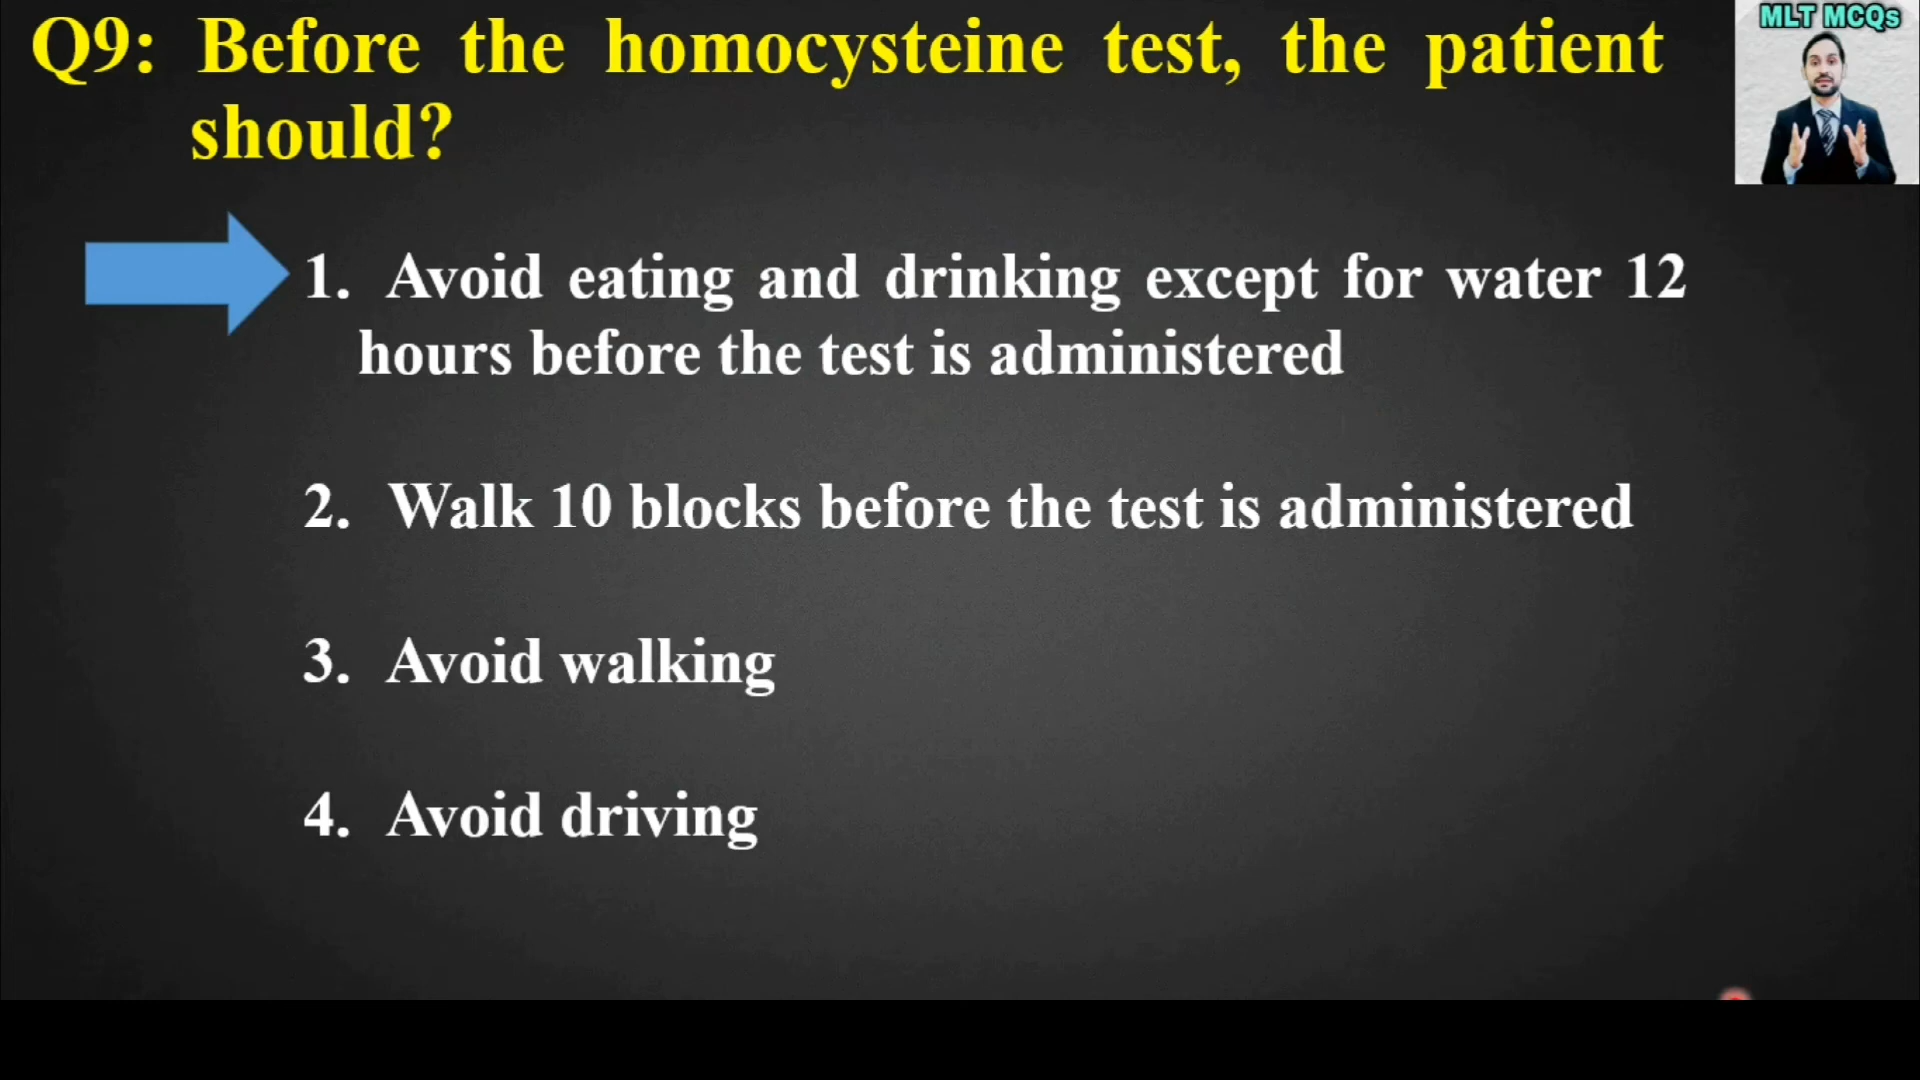 MLT MCQs
Q9: Before the homocysteine test, the patient
should?
1. Avoid eating and drinking except for water 12
hours before the test is administered
2. Walk 10 blocks before the test is administered
3. Avoid walking
4. Avoid driving